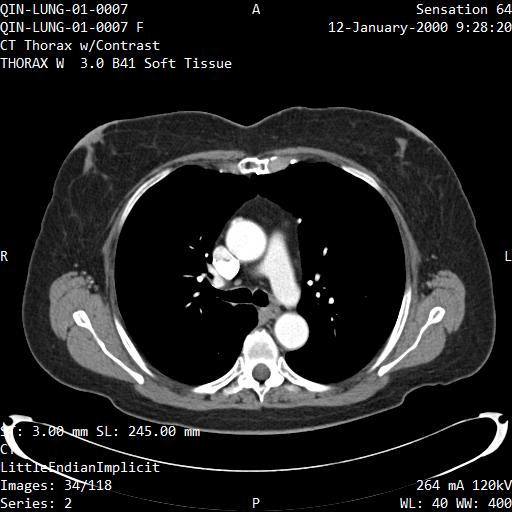 QIN-LUNG-01-0007
A
Sensation 64
QIN-LUNG-01-0007 F
12-January-2000 9:28:20
CT Thorax w/Contrast
THORAX W  3.0 B41 Soft Tissue
R
L
ST: 3.00 mm SL: 245.00 mm
LittleEndianImplicit
Images: 34/118
264 mA 120kV
Series: 2
P
WL: 40 WW: 400